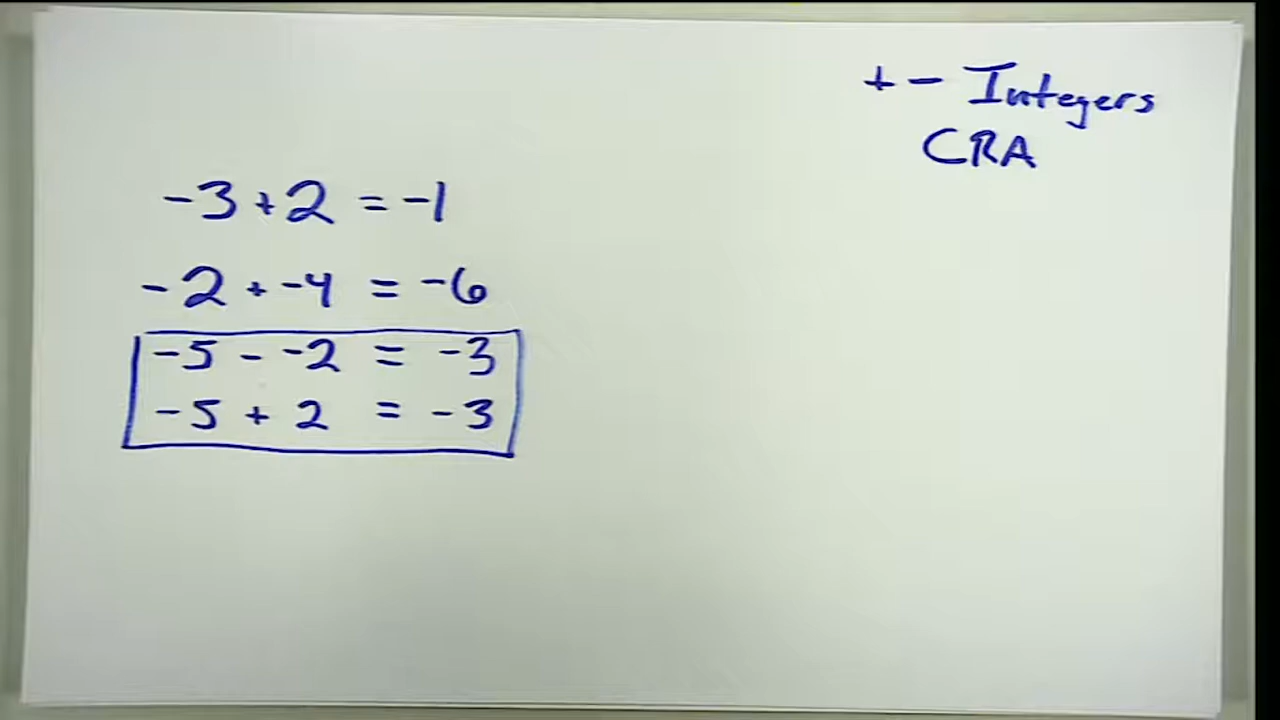 + - Integers
CRA
-3 + 2 = -1
-2 + -4 = -6
-5 - -2 = -3
-5 + 2 = -3